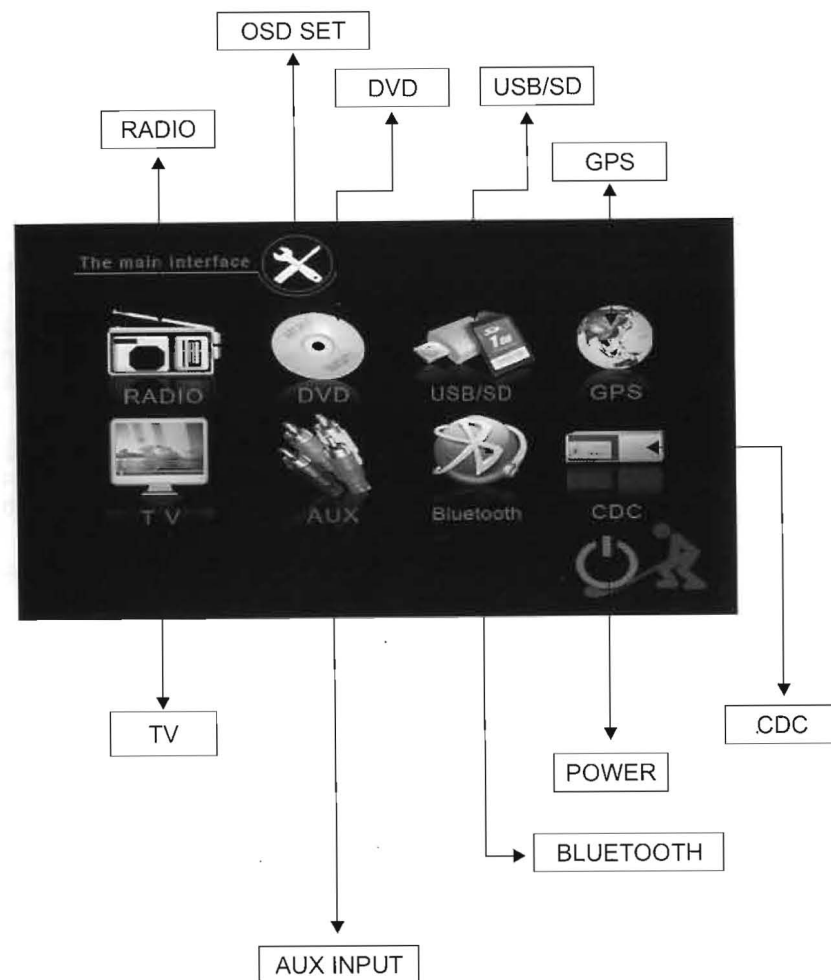 OSD SET
DVD
USB/SD
RADIO
GPS
The main interface
RADIO
DVD
USB/SD
GPS
TV
AUX
Bluetooth
CDC
TV
.CDC
POWER
BLUETOOTH
AUX INPUT